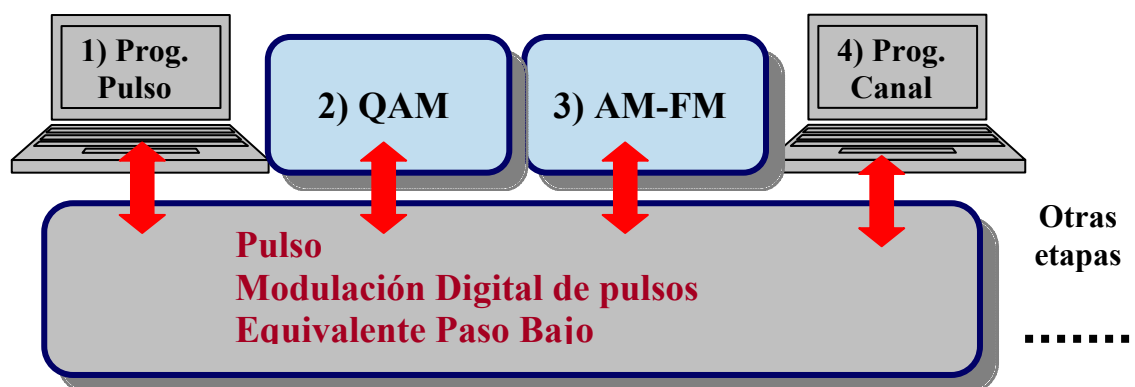 1) Prog.
Pulso
2) QAM
3) AM-FM
4) Prog.
Canal
Pulso
Modulación Digital de pulsos
Equivalente Paso Bajo
Otras
etapas
.......